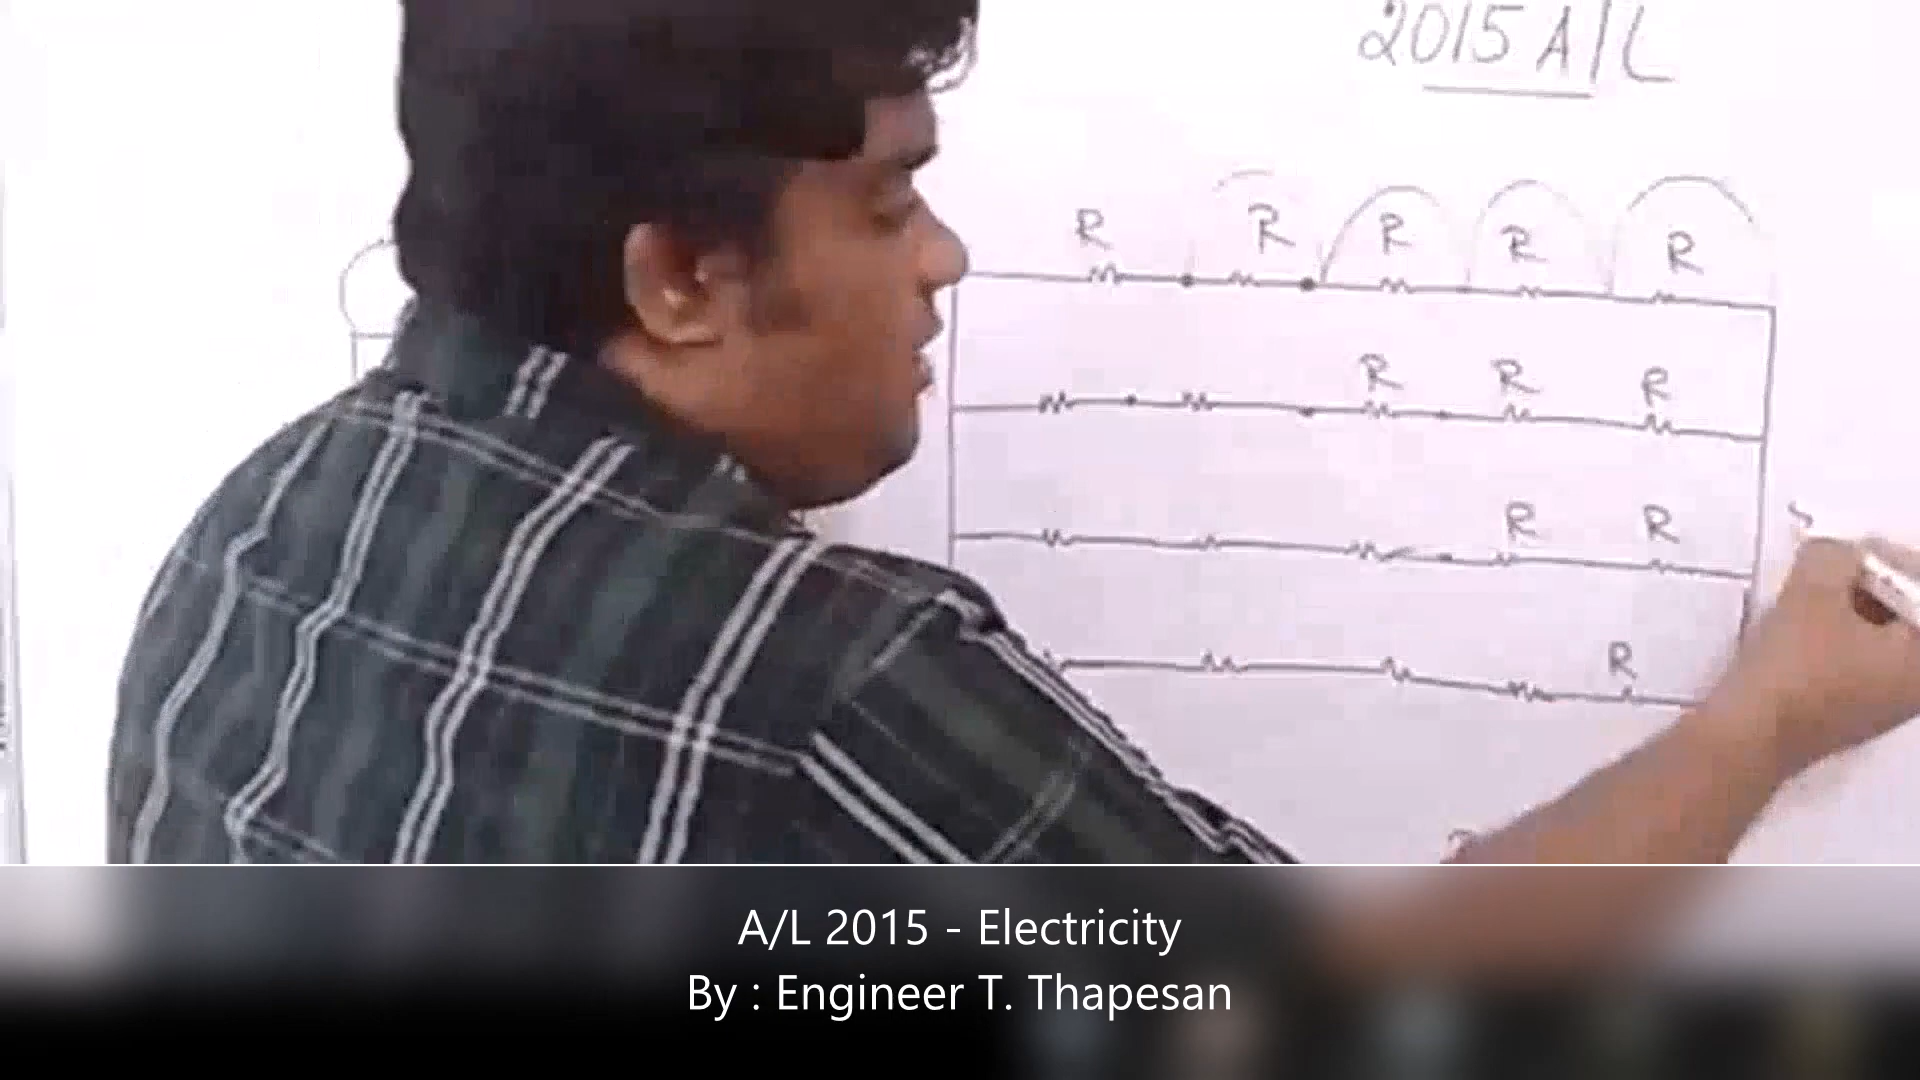 2015 A/L
R R R R R
R R R
R R
R
A/L 2015 - Electricity
By : Engineer T. Thapesan